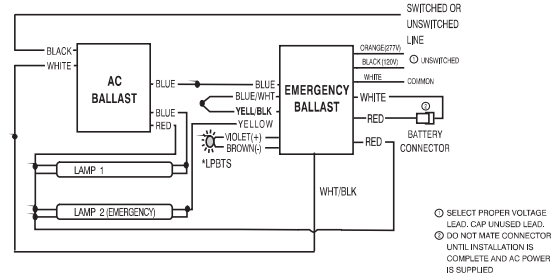 SWITCHED OR
UNSWITCHED
LINE
BLACK
WHITE
AC
BALLAST
BLUE
BLUE
RED
BLUE
BLUE/WHT
YELL/BLK
YELLOW
VIOLET(+)
BROWN(-)
*LPBTS
EMERGENCY
BALLAST
ORANGE(277V)
BLACK (120V)
1 UNSWITCHED
WHITE
COMMON
WHITE
2
RED
BATTERY
CONNECTOR
RED
LAMP 1
LAMP 2 (EMERGENCY)
WHT/BLK
1 SELECT PROPER VOLTAGE
LEAD. CAP UNUSED LEAD.
2 DO NOT MATE CONNECTOR
UNTIL INSTALLATION IS
COMPLETE AND AC POWER
IS SUPPLIED